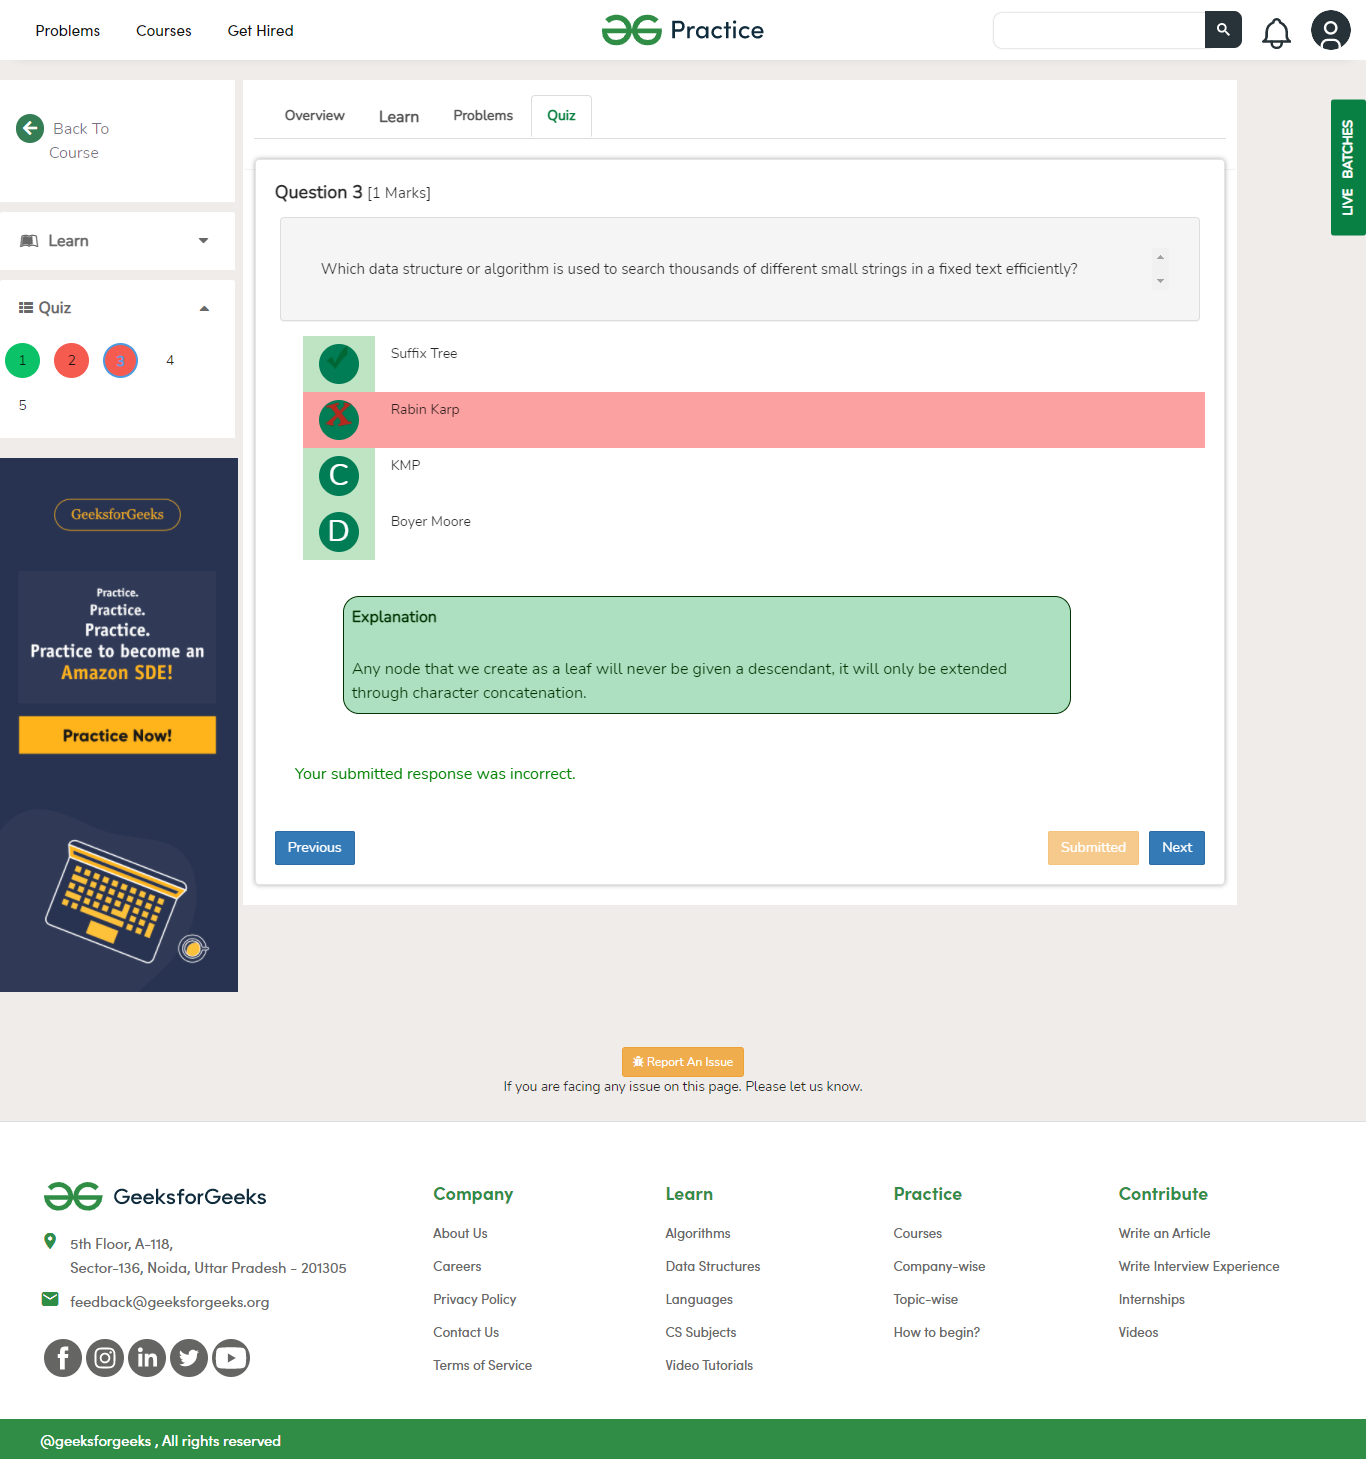 Problems
Courses
Get Hired
Practice
Back To
Course
Learn
Quiz
1
2
3
4
5
GeeksforGeeks
Practice.
Practice.
Practice.
Practice to become an
Amazon SDE!
Practice Now!
Overview
Learn
Problems
Quiz
Question 3 [1 Marks]
Which data structure or algorithm is used to search thousands of different small strings in a fixed text efficiently?
Suffix Tree
X Rabin Karp
C KMP
D Boyer Moore
Explanation
Any node that we create as a leaf will never be given a descendant, it will only be extended
through character concatenation.
Your submitted response was incorrect.
Previous
Submitted
Next
LIVE BATCHES
Report An Issue
If you are facing any issue on this page. Please let us know.
GeeksforGeeks
5th Floor, A-118,
Sector-136, Noida, Uttar Pradesh - 201305
feedback@geeksforgeeks.org
Company
About Us
Careers
Privacy Policy
Contact Us
Terms of Service
Learn
Algorithms
Data Structures
Languages
CS Subjects
Video Tutorials
Practice
Courses
Company-wise
Topic-wise
How to begin?
Contribute
Write an Article
Write Interview Experience
Internships
Videos
@geeksforgeeks , All rights reserved